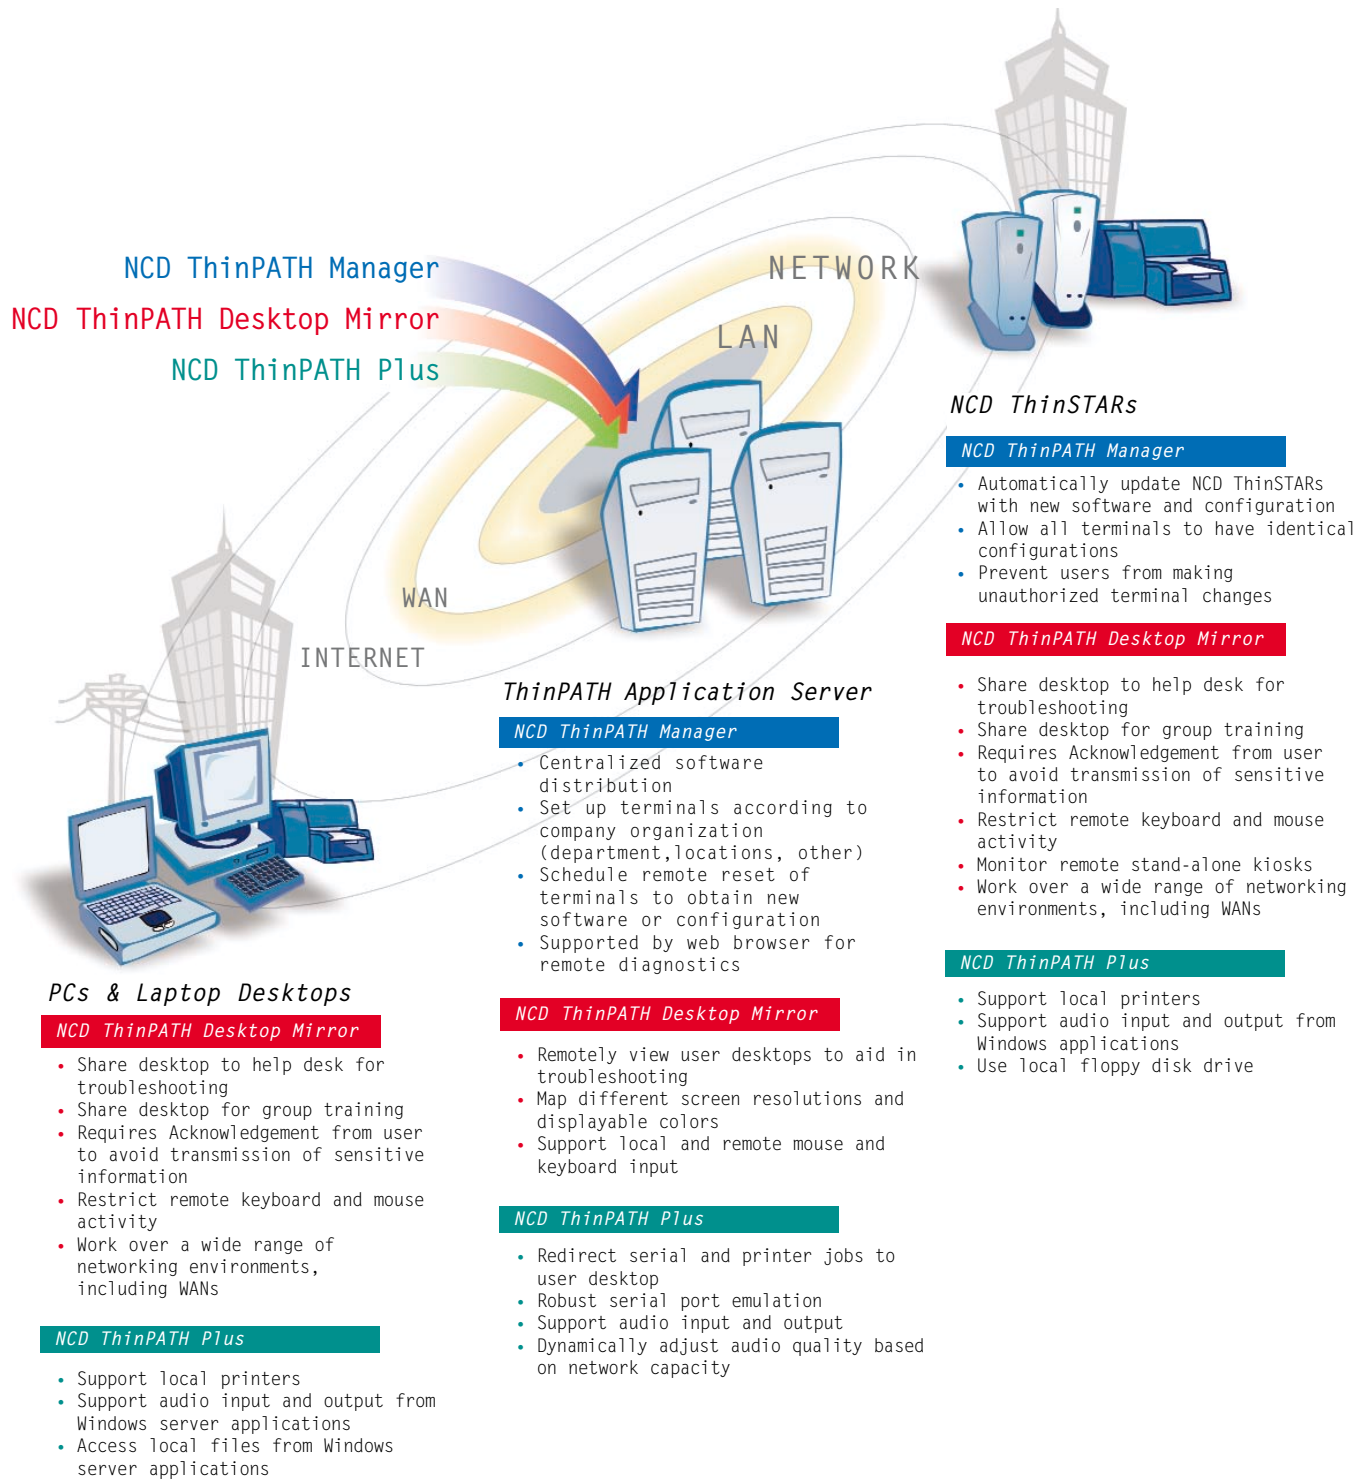 NCD ThinPATH Manager
NCD ThinPATH Desktop Mirror
NCD ThinPATH Plus
NETWORK
LAN
WAN
INTERNET
PCs & Laptop Desktops
NCD ThinPATH Desktop Mirror
• Share desktop to help desk for
troubleshooting
• Share desktop for group training
• Requires Acknowledgement from user
to avoid transmission of sensitive
information
• Restrict remote keyboard and mouse
activity
• Work over a wide range of
networking environments,
including WANs
NCD ThinPATH Plus
• Support local printers
• Support audio input and output from
Windows server applications
• Access local files from Windows
server applications
ThinPATH Application Server
NCD ThinPATH Manager
• Centralized software
distribution
• Set up terminals according to
company organization
(department,locations, other)
• Schedule remote reset of
terminals to obtain new
software or configuration
• Supported by web browser for
remote diagnostics
NCD ThinPATH Desktop Mirror
• Remotely view user desktops to aid in
troubleshooting
• Map different screen resolutions and
displayable colors
• Support local and remote mouse and
keyboard input
NCD ThinPATH Plus
• Redirect serial and printer jobs to
user desktop
• Robust serial port emulation
• Support audio input and output
• Dynamically adjust audio quality based
on network capacity
NCD ThinSTARs
NCD ThinPATH Manager
• Automatically update NCD ThinSTARs
with new software and configuration
• Allow all terminals to have identical
configurations
• Prevent users from making
unauthorized terminal changes
NCD ThinPATH Desktop Mirror
• Share desktop to help desk for
troubleshooting
• Share desktop for group training
• Requires Acknowledgement from user
to avoid transmission of sensitive
information
• Restrict remote keyboard and mouse
activity
• Monitor remote stand-alone kiosks
• Work over a wide range of networking
environments, including WANs
NCD ThinPATH Plus
• Support local printers
• Support audio input and output from
Windows applications
• Use local floppy disk drive